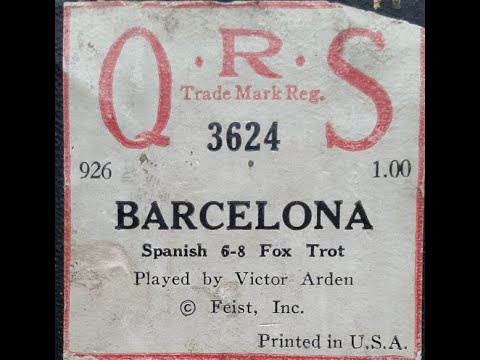 Q·R·S
Trade Mark Reg.
3624
926 1.00
BARCELONA
Spanish 6-8 Fox Trot
Played by Victor Arden
© Feist, Inc.
Printed in U.S.A.